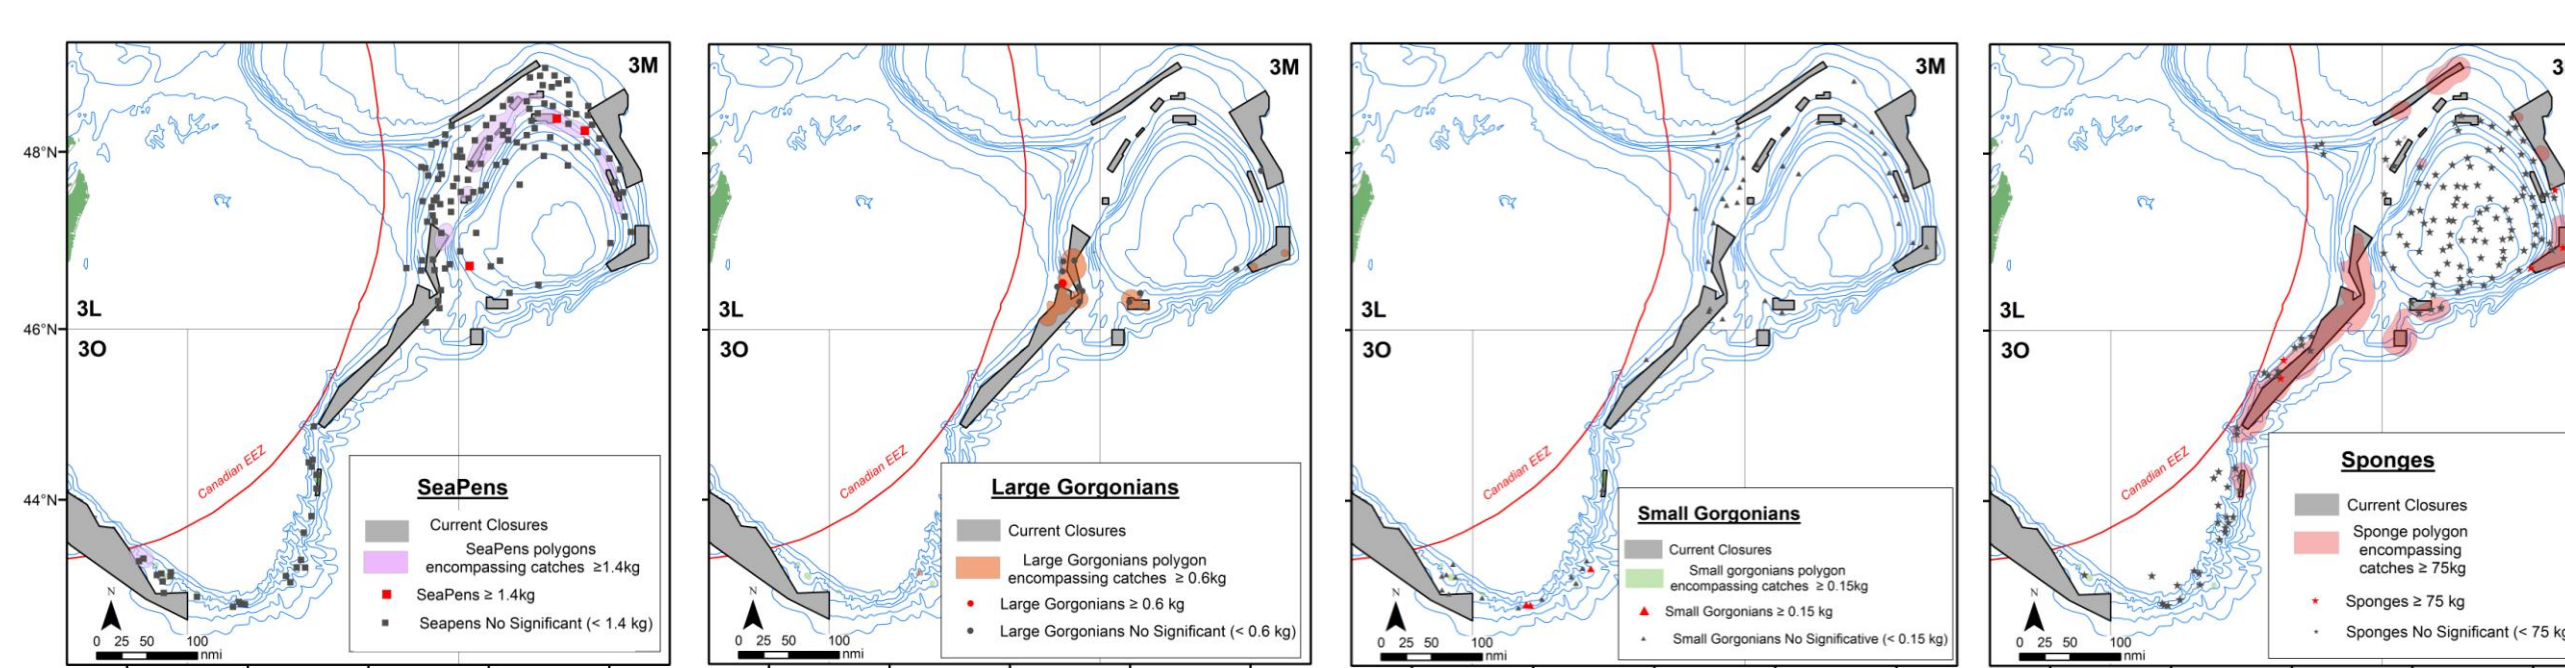 3M
48°N
3L
46°N
3O
Canadian EEZ
44°N
SeaPens
Current Closures
SeaPens polygons
encompassing catches ≥1.4kg
SeaPens ≥ 1.4kg
Seapens No Significant (< 1.4 kg)
N
0 25 50 100
nmi
3M
3L
3O
Canadian EEZ
Large Gorgonians
Current Closures
Large Gorgonians polygon
encompassing catches ≥ 0.6kg
Large Gorgonians ≥ 0.6 kg
Large Gorgonians No Significant (< 0.6 kg)
N
0 25 50 100
nmi
3M
3L
3O
Canadian EEZ
Small Gorgonians
Current Closures
Small gorgonians polygon
encompassing catches ≥ 0.15kg
Small Gorgonians ≥ 0.15 kg
Small Gorgonians No Significative (< 0.15 kg)
N
0 25 50 100
nmi
3
3L
3O
Canadian EEZ
Sponges
Current Closures
Sponge polygon
encompassing
catches ≥ 75kg
Sponges ≥ 75 kg
Sponges No Significant (< 75 kg
N
0 25 50 100
nmi